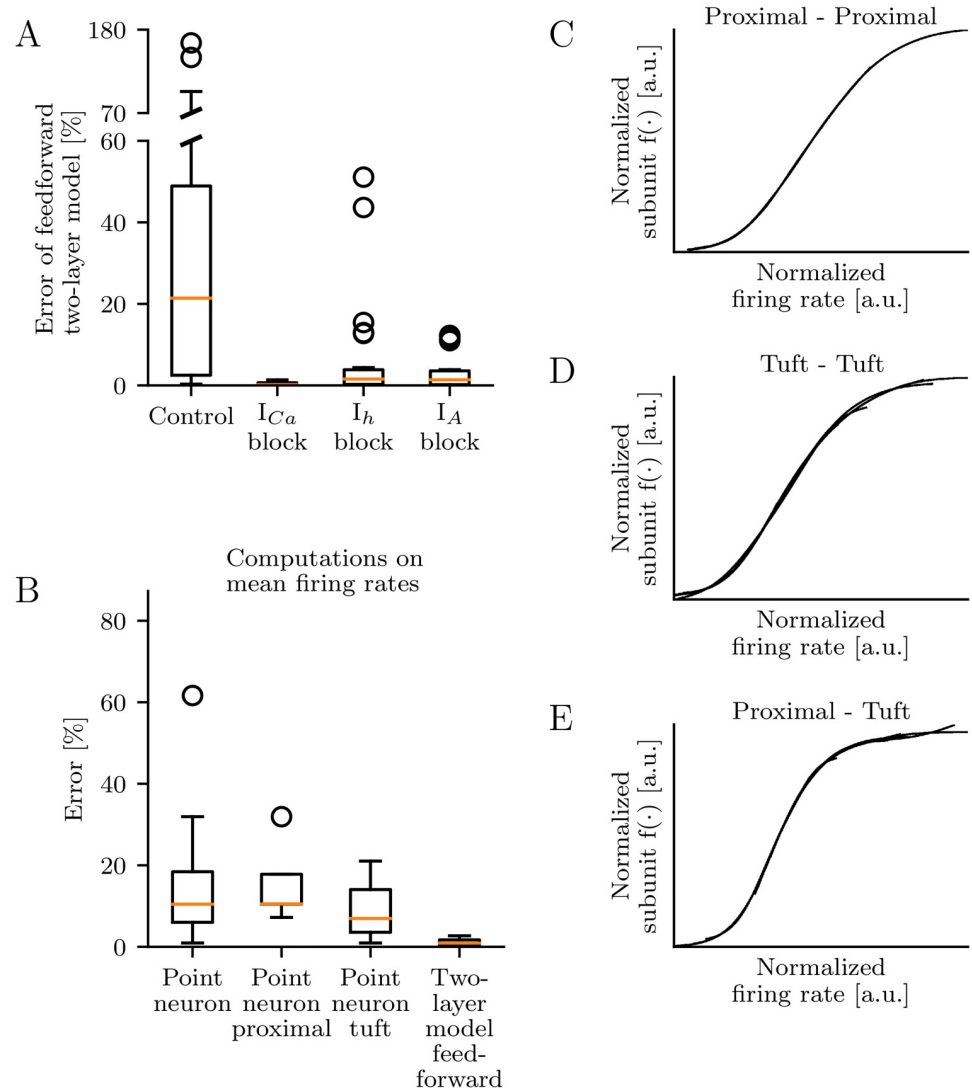 A
Error of feedforward
two-layer model [%]
180
70
60
40
20
0
Control
I_Ca
block
I_h
block
I_A
block
B
Computations on
mean firing rates
Error [%]
80
60
40
20
0
Point
neuron
Point
neuron
proximal
Point
neuron
tuft
Two-
layer
model
feed-
forward
C
Proximal - Proximal
Normalized
subunit f(·) [a.u.]
Normalized
firing rate [a.u.]
D
Tuft - Tuft
Normalized
subunit f(·) [a.u.]
Normalized
firing rate [a.u.]
E
Proximal - Tuft
Normalized
subunit f(·) [a.u.]
Normalized
firing rate [a.u.]